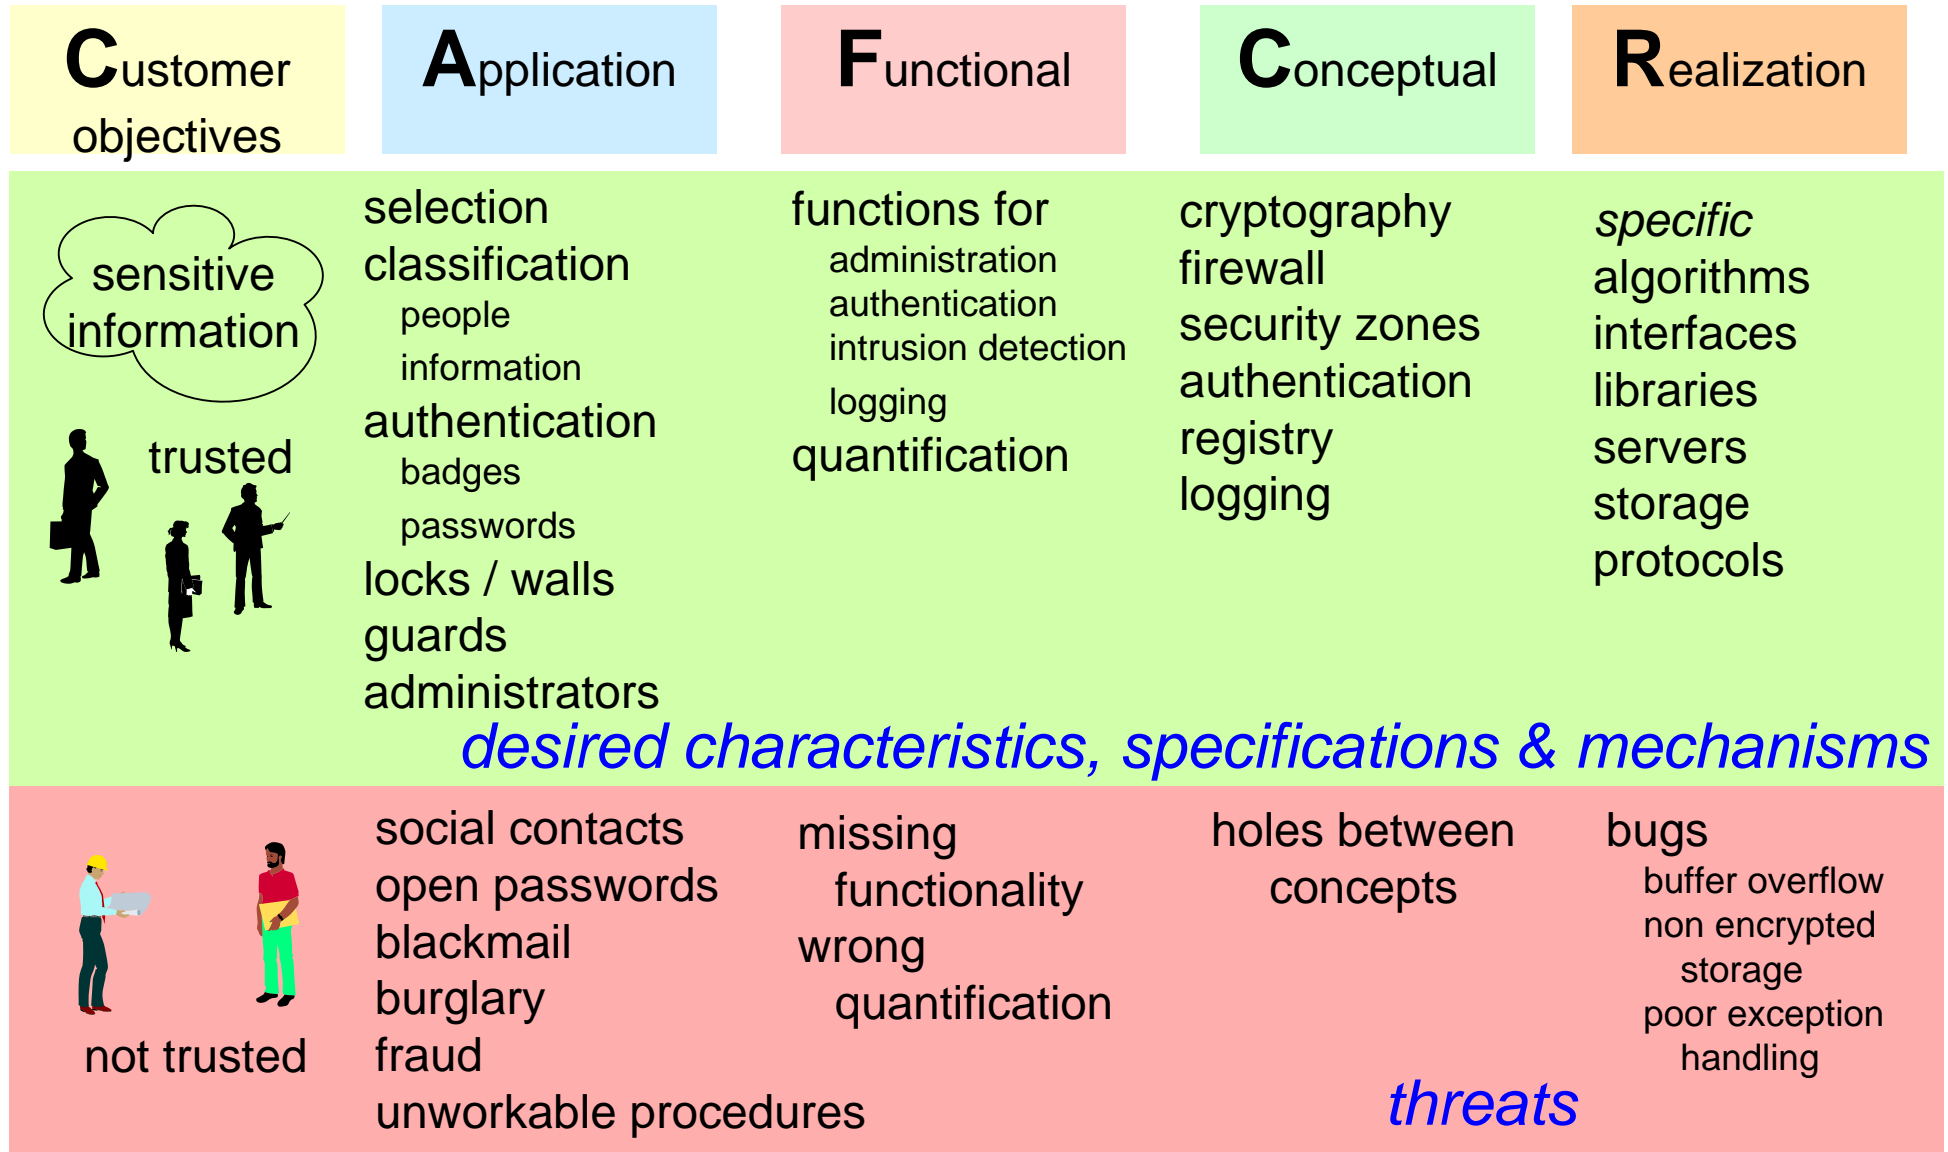 Customer
objectives
Application
Functional
Conceptual
Realization
sensitive
information
trusted
selection
classification
people
information
authentication
badges
passwords
locks / walls
guards
administrators
functions for
administration
authentication
intrusion detection
logging
quantification
cryptography
firewall
security zones
authentication
registry
logging
specific
algorithms
interfaces
libraries
servers
storage
protocols
desired characteristics, specifications & mechanisms
not trusted
social contacts
open passwords
blackmail
burglary
fraud
unworkable procedures
missing
functionality
wrong
quantification
holes between
concepts
bugs
buffer overflow
non encrypted
storage
poor exception
handling
threats